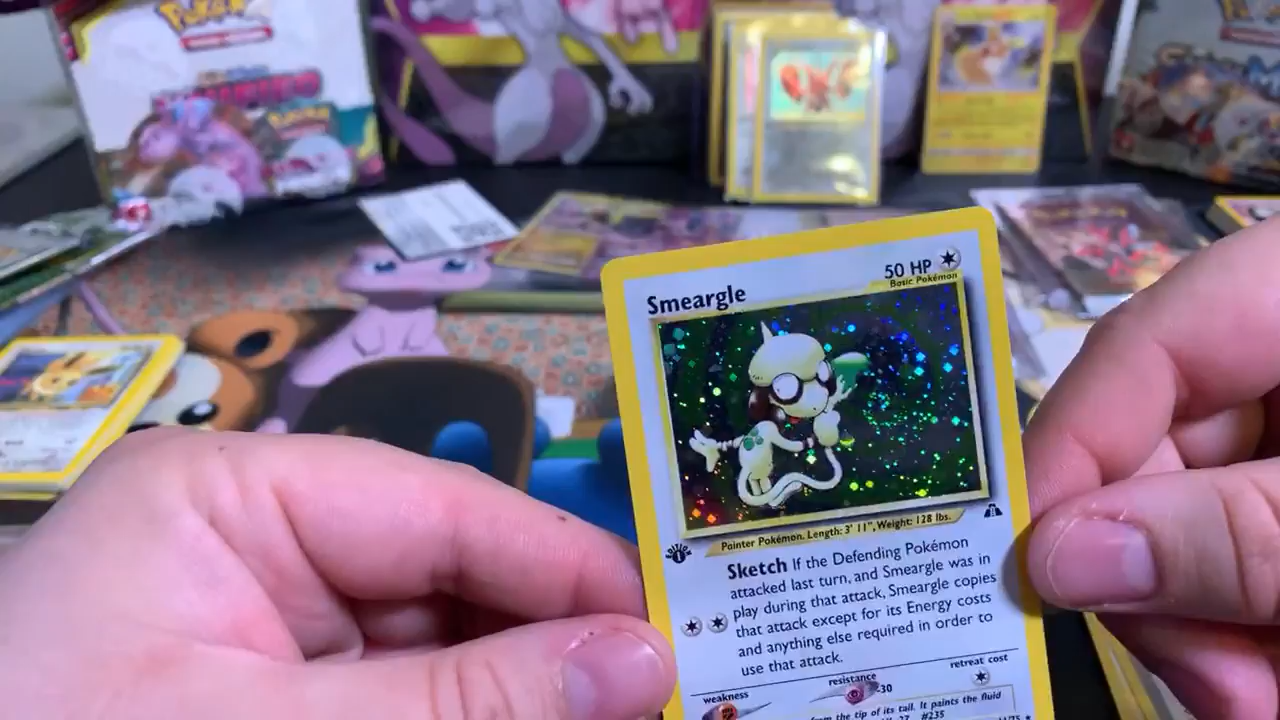 POKéMON
50 HP
Basic Pokémon
Smeargle
Painter Pokémon. Length: 3' 11", Weight: 128 lbs.
EDITION
1
Sketch If the Defending Pokémon
attacked last turn, and Smeargle was in
play during that attack, Smeargle copies
that attack except for its Energy costs
and anything else required in order to
use that attack.
weakness
resistance
-30
retreat cost
from the tip of its tail. It paints the fluid
27 #235